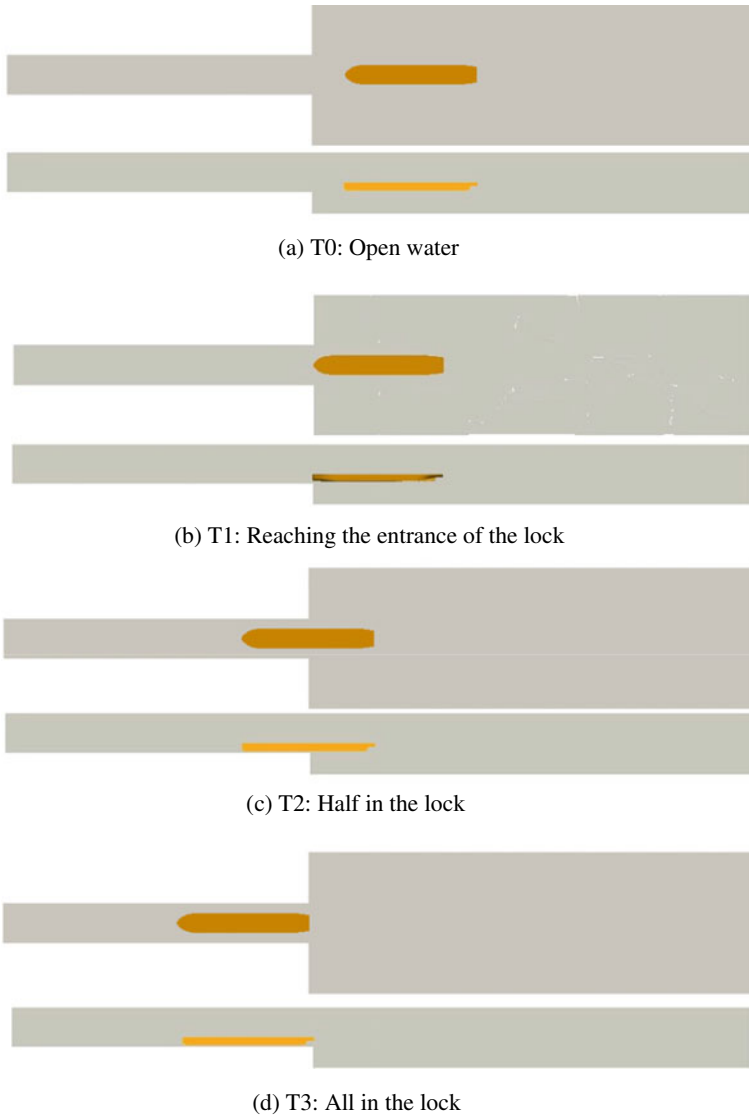 (a) T0: Open water
(b) T1: Reaching the entrance of the lock
(c) T2: Half in the lock
(d) T3: All in the lock